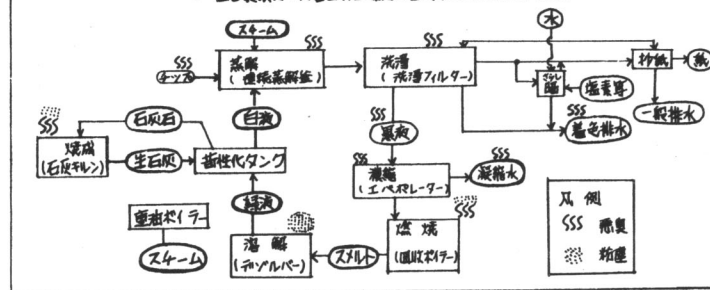 スチーム
水
蒸解
(連続蒸解釜)
洗滌
(洗滌フィルター)
抄紙
紙
チップ
さらし
晒
塩素等
石灰石
白液
黒液
着色排水
一般排水
焼成
(石灰キルン)
生石灰
苛性化タンク
濃縮
(エバポレーター)
凝縮水
緑液
重油ボイラー
スチーム
溶解
(デゾルバー)
スメルト
燃焼
(回収ボイラー)
凡例
悪臭
粉塵